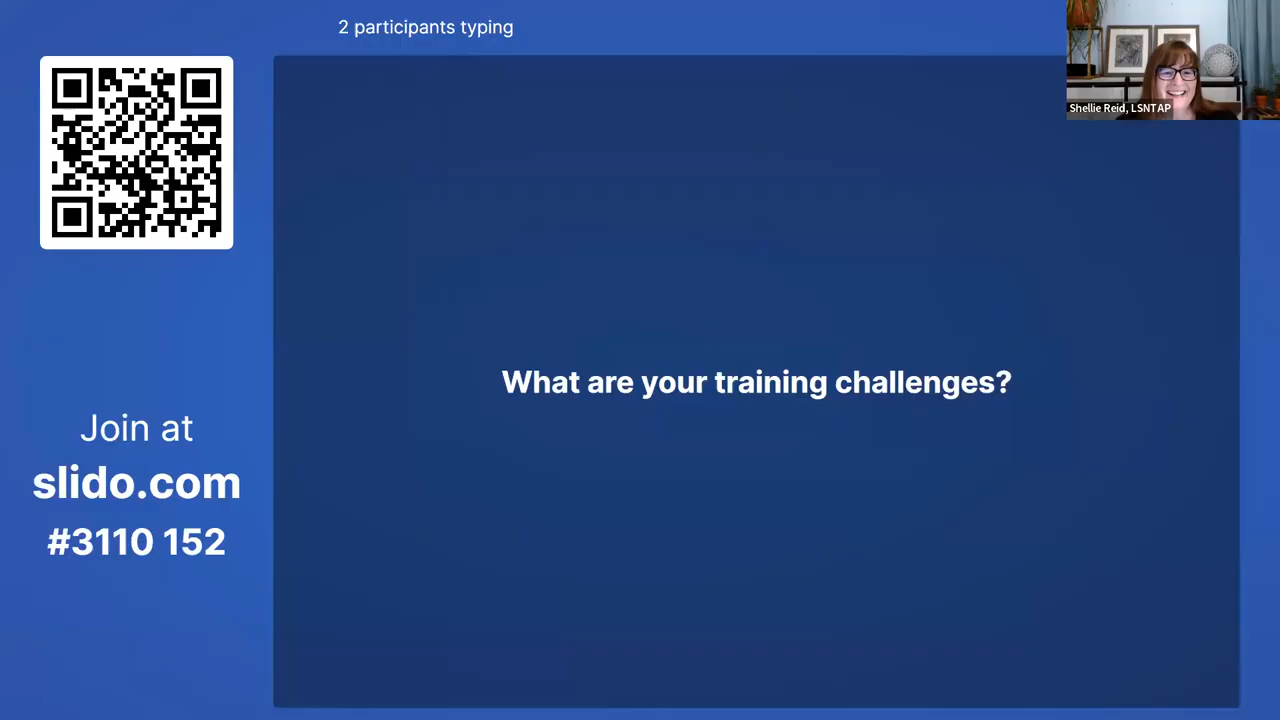 2 participants typing
Shellie Reid, LSNTAP
What are your training challenges?
Join at
slido.com
#3110 152